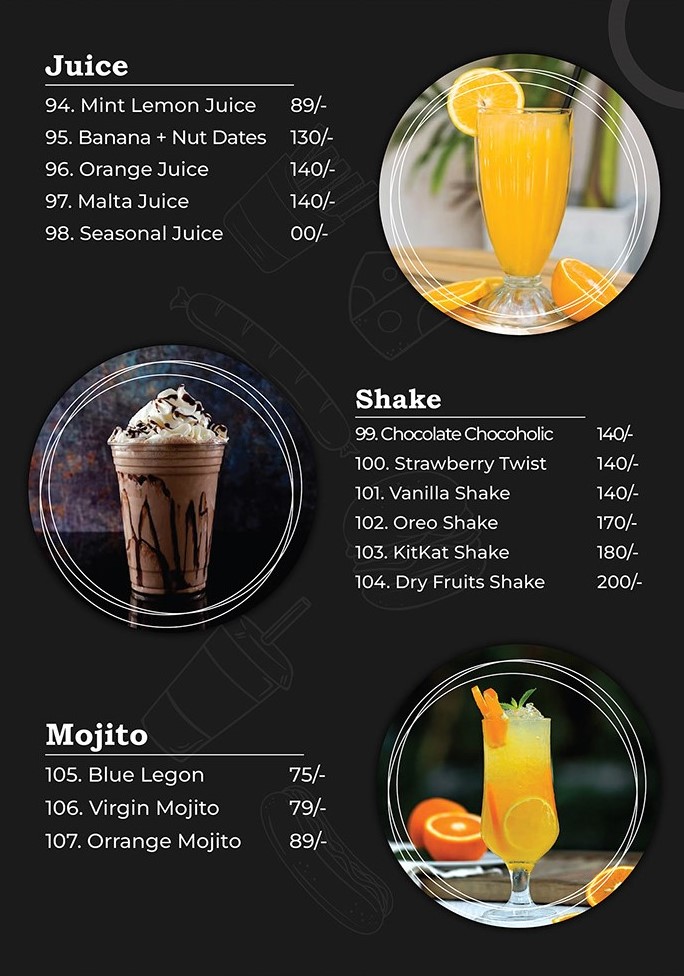 Juice
94. Mint Lemon Juice 89/-
95. Banana + Nut Dates 130/-
96. Orange Juice 140/-
97. Malta Juice 140/-
98. Seasonal Juice 00/-
Shake
99. Chocolate Chocoholic 140/-
100. Strawberry Twist 140/-
101. Vanilla Shake 140/-
102. Oreo Shake 170/-
103. KitKat Shake 180/-
104. Dry Fruits Shake 200/-
Mojito
105. Blue Legon 75/-
106. Virgin Mojito 79/-
107. Orrange Mojito 89/-